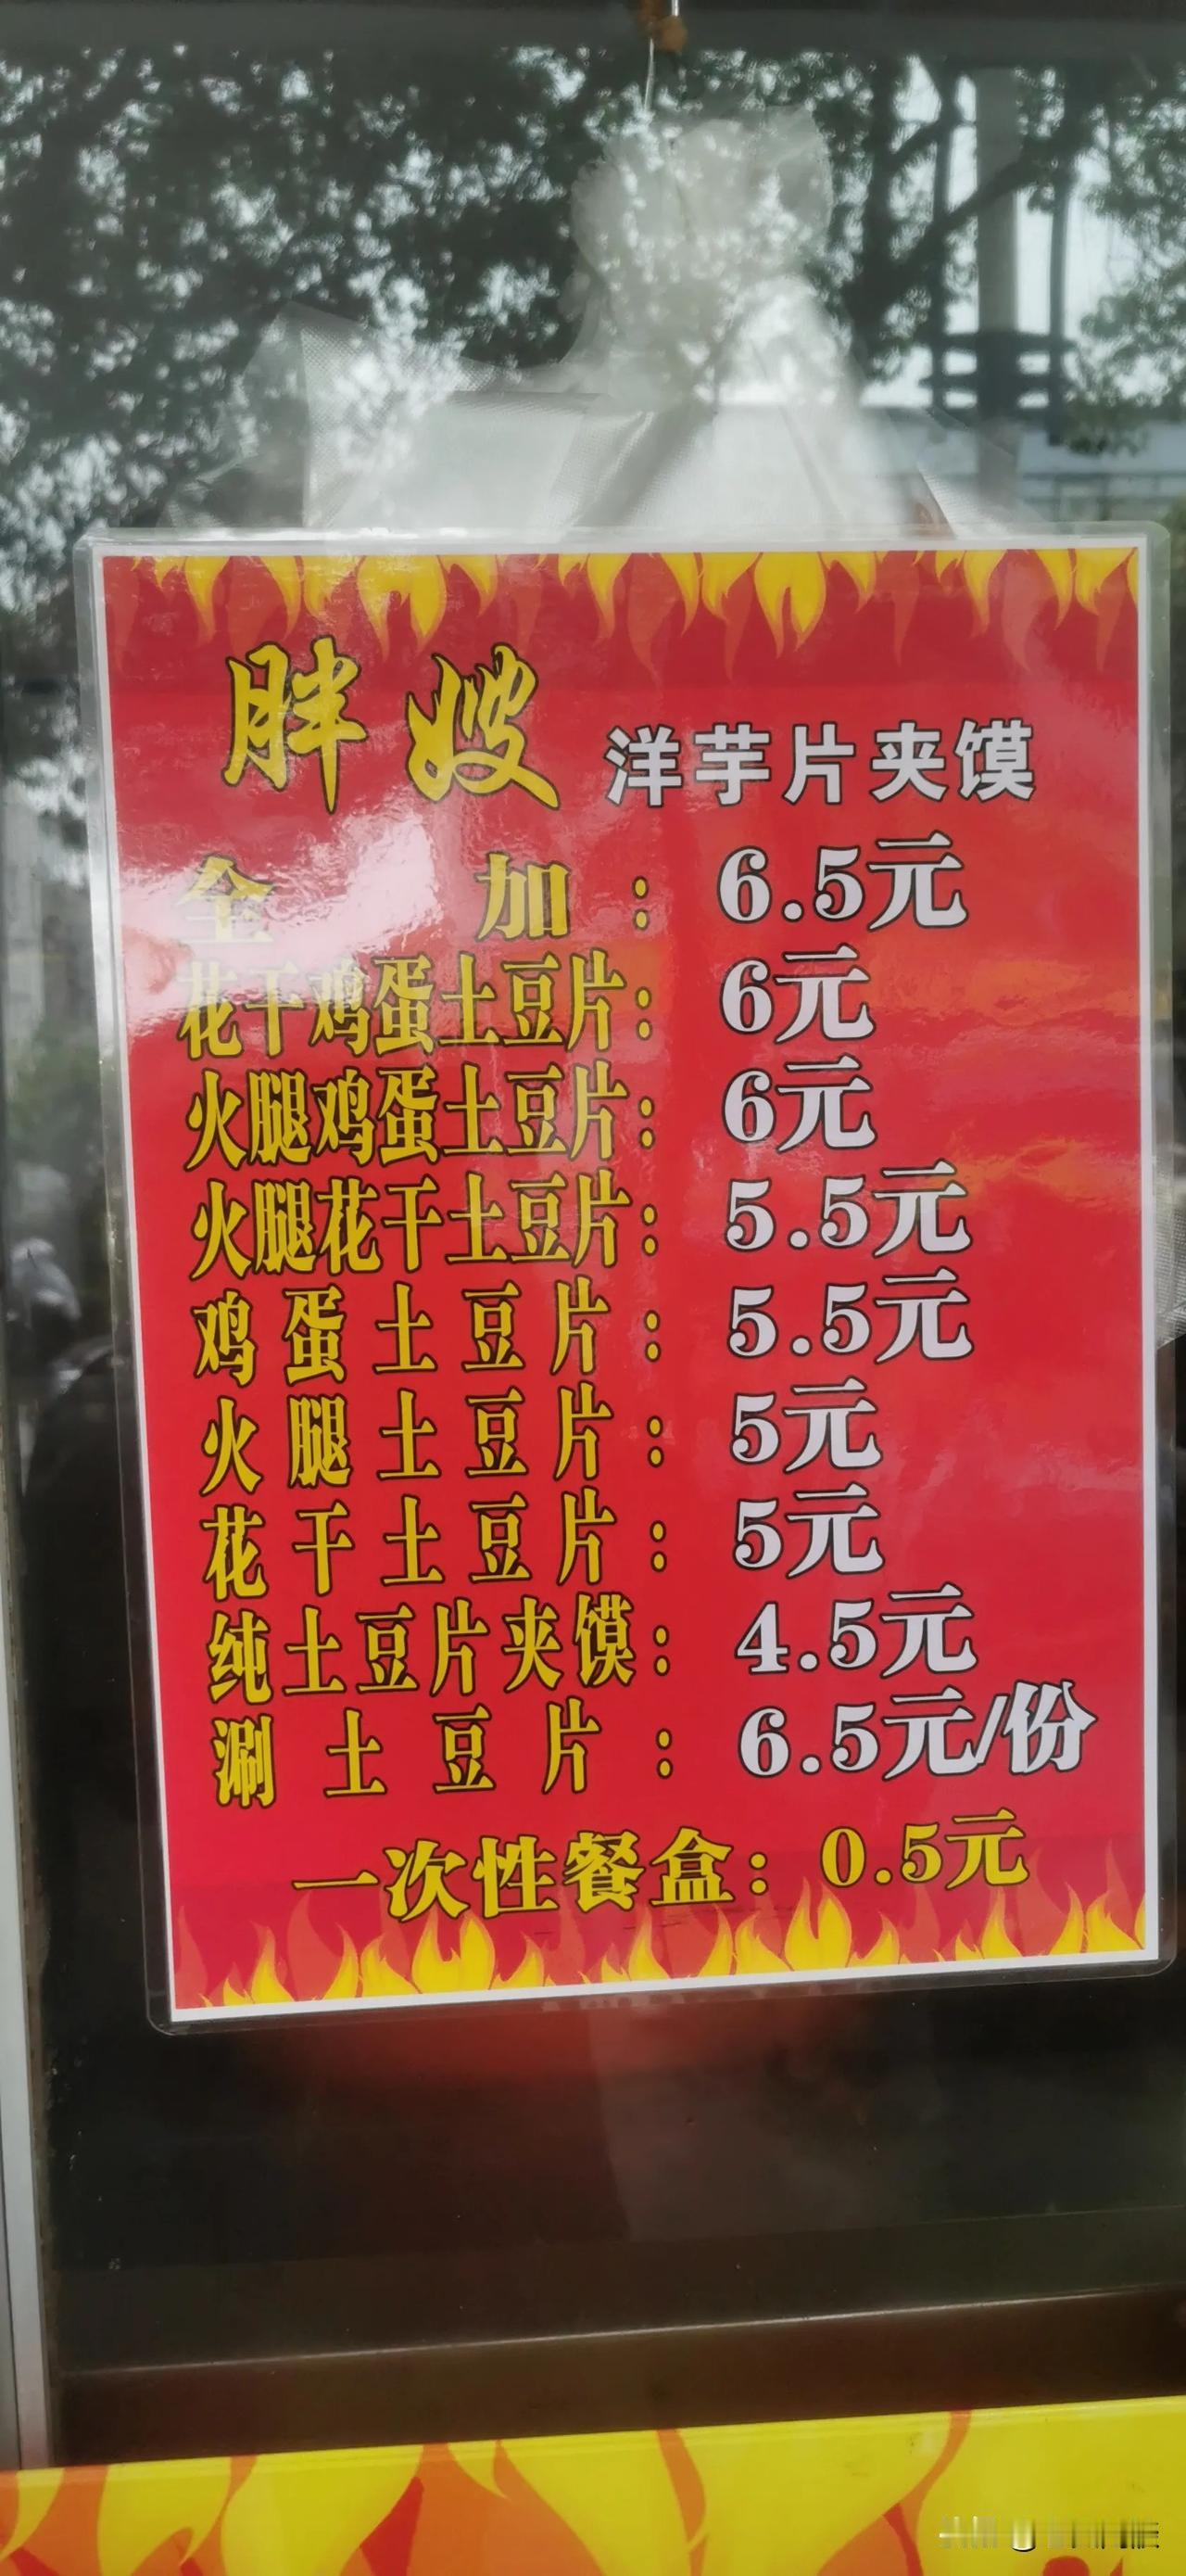 胖嫂 洋芋片夹馍
全加：6.5元
花干鸡蛋土豆片：6元
火腿鸡蛋土豆片：6元
火腿花干土豆片：5.5元
鸡蛋土豆片：5.5元
火腿土豆片：5元
花干土豆片：5元
纯土豆片夹馍：4.5元
涮土豆片：6.5元/份
一次性餐盒：0.5元